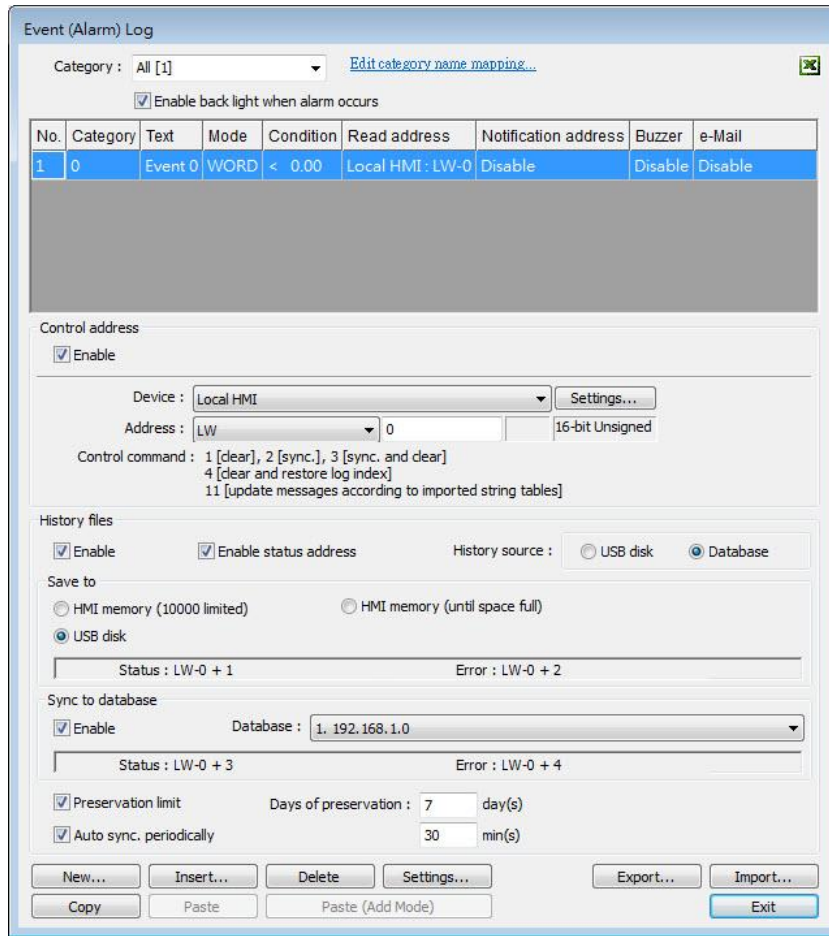 Event (Alarm) Log
Category : All [1] Edit category name mapping...
Enable back light when alarm occurs
No. Category Text Mode Condition Read address Notification address Buzzer e-Mail
1 0 Event 0 WORD < 0.00 Local HMI : LW-0 Disable Disable Disable
Control address
Enable
Device : Local HMI Settings...
Address : LW 0 16-bit Unsigned
Control command : 1 [clear], 2 [sync.], 3 [sync. and clear]
4 [clear and restore log index]
11 [update messages according to imported string tables]
History files
Enable Enable status address History source : USB disk Database
Save to
HMI memory (10000 limited) HMI memory (until space full)
USB disk
Status : LW-0 + 1 Error : LW-0 + 2
Sync to database
Enable Database : 1. 192.168.1.0
Status : LW-0 + 3 Error : LW-0 + 4
Preservation limit Days of preservation : 7 day(s)
Auto sync. periodically 30 min(s)
New... Insert... Delete Settings... Export... Import...
Copy Paste Paste (Add Mode) Exit